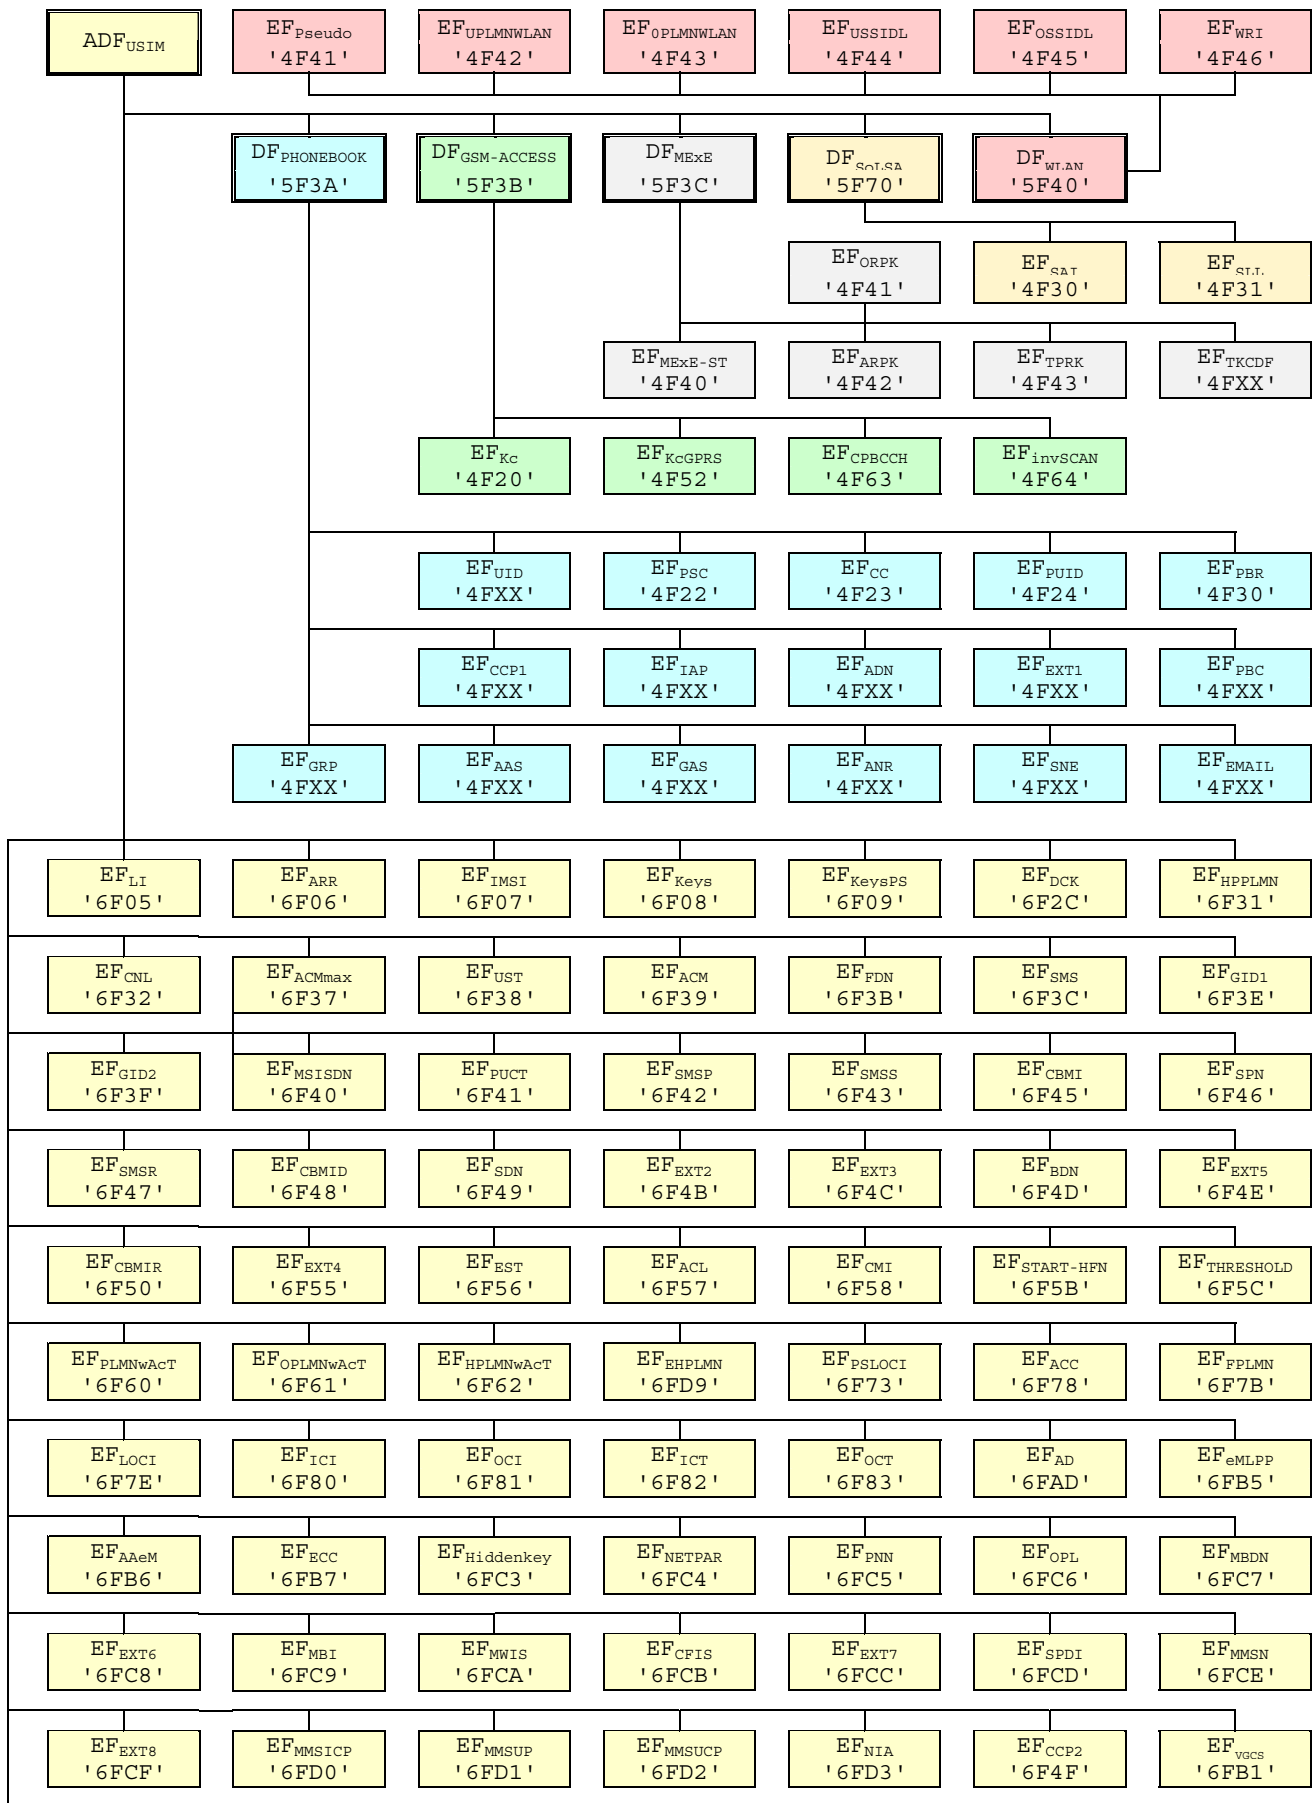 ADFUSIM
EFPseudo
'4F41'
EFUPLMNWLAN
'4F42'
EF0PLMNWLAN
'4F43'
EFUSSIDL
'4F44'
EFOSSIDL
'4F45'
EFWRI
'4F46'
DFPHONEBOOK
'5F3A'
DFGSM-ACCESS
'5F3B'
DFMExE
'5F3C'
DFSoLSA
'5F70'
DFWLAN
'5F40'
EFORPK
'4F41'
EFSAI
'4F30'
EFSLL
'4F31'
EFMExE-ST
'4F40'
EFARPK
'4F42'
EFTPRK
'4F43'
EFTKCDF
'4FXX'
EFKc
'4F20'
EFKcGPRS
'4F52'
EFCPBCCH
'4F63'
EFinvSCAN
'4F64'
EFUID
'4FXX'
EFPSC
'4F22'
EFCC
'4F23'
EFPUID
'4F24'
EFPBR
'4F30'
EFCCP1
'4FXX'
EFIAP
'4FXX'
EFADN
'4FXX'
EFEXT1
'4FXX'
EFPBC
'4FXX'
EFGRP
'4FXX'
EFAAS
'4FXX'
EFGAS
'4FXX'
EFANR
'4FXX'
EFSNE
'4FXX'
EFEMAIL
'4FXX'
EFLI
'6F05'
EFARR
'6F06'
EFIMSI
'6F07'
EFKeys
'6F08'
EFKeysPS
'6F09'
EFDCK
'6F2C'
EFHPPLMN
'6F31'
EFCNL
'6F32'
EFACMmax
'6F37'
EFUST
'6F38'
EFACM
'6F39'
EFFDN
'6F3B'
EFSMS
'6F3C'
EFGID1
'6F3E'
EFGID2
'6F3F'
EFMSISDN
'6F40'
EFPUCT
'6F41'
EFSMSP
'6F42'
EFSMSS
'6F43'
EFCBMI
'6F45'
EFSPN
'6F46'
EFSMSR
'6F47'
EFCBMID
'6F48'
EFSDN
'6F49'
EFEXT2
'6F4B'
EFEXT3
'6F4C'
EFBDN
'6F4D'
EFEXT5
'6F4E'
EFCBMIR
'6F50'
EFEXT4
'6F55'
EFEST
'6F56'
EFACL
'6F57'
EFCMI
'6F58'
EFSTART-HFN
'6F5B'
EFTHRESHOLD
'6F5C'
EFPLMNwAcT
'6F60'
EFOPLMNwAcT
'6F61'
EFHPLMNwAcT
'6F62'
EFEHPLMN
'6FD9'
EFPSLOCI
'6F73'
EFACC
'6F78'
EFFPLMN
'6F7B'
EFLOCI
'6F7E'
EFICI
'6F80'
EFOCI
'6F81'
EFICT
'6F82'
EFOCT
'6F83'
EFAD
'6FAD'
EFeMLPP
'6FB5'
EFAAeM
'6FB6'
EFECC
'6FB7'
EFHiddenkey
'6FC3'
EFNETPAR
'6FC4'
EFPNN
'6FC5'
EFOPL
'6FC6'
EFMBDN
'6FC7'
EFEXT6
'6FC8'
EFMBI
'6FC9'
EFMWIS
'6FCA'
EFCFIS
'6FCB'
EFEXT7
'6FCC'
EFSPDI
'6FCD'
EFMMSN
'6FCE'
EFEXT8
'6FCF'
EFMMSICP
'6FD0'
EFMMSUP
'6FD1'
EFMMSUCP
'6FD2'
EFNIA
'6FD3'
EFCCP2
'6F4F'
EFVGCS
'6FB1'